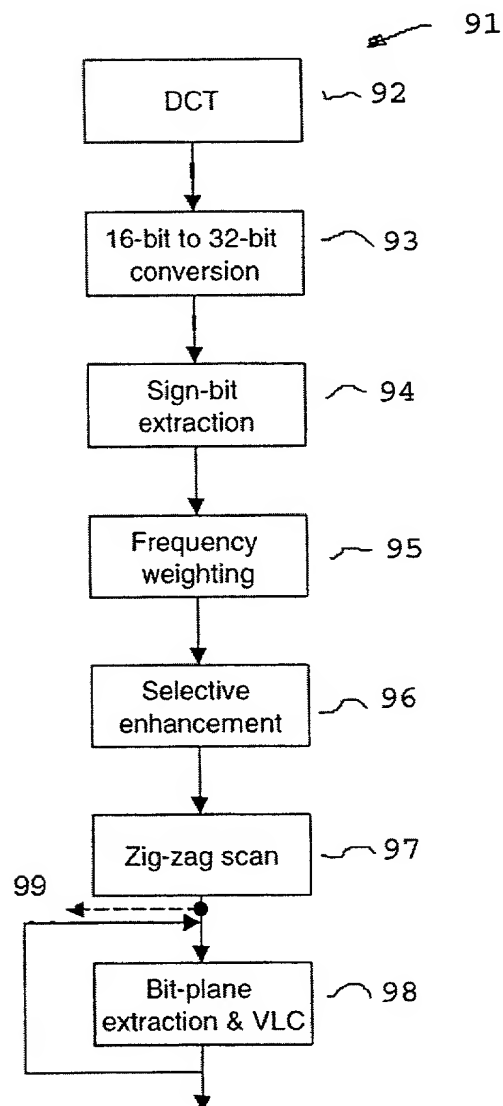 91
DCT
92
16-bit to 32-bit
conversion
93
Sign-bit
extraction
94
Frequency
weighting
95
Selective
enhancement
96
Zig-zag scan
97
99
Bit-plane
extraction & VLC
98